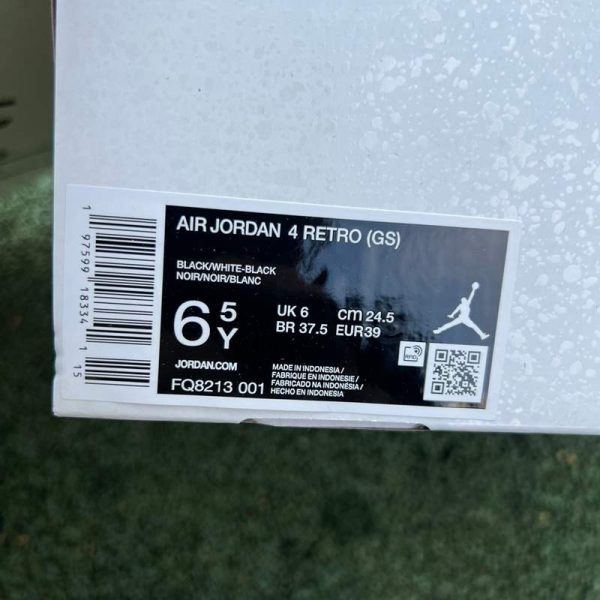 AIR JORDAN 4 RETRO (GS)
BLACK/WHITE-BLACK
NOIR/NOIR/BLANC
6 5 Y
UK 6 cm 24.5
BR 37.5 EUR39
JORDAN.COM
FQ8213 001
MADE IN INDONESIA /
FABRIQUE EN INDONESIE /
FABRICADO NA INDONÉSIA /
HECHO EN INDONESIA
RFID
1 97599 18334 1 15